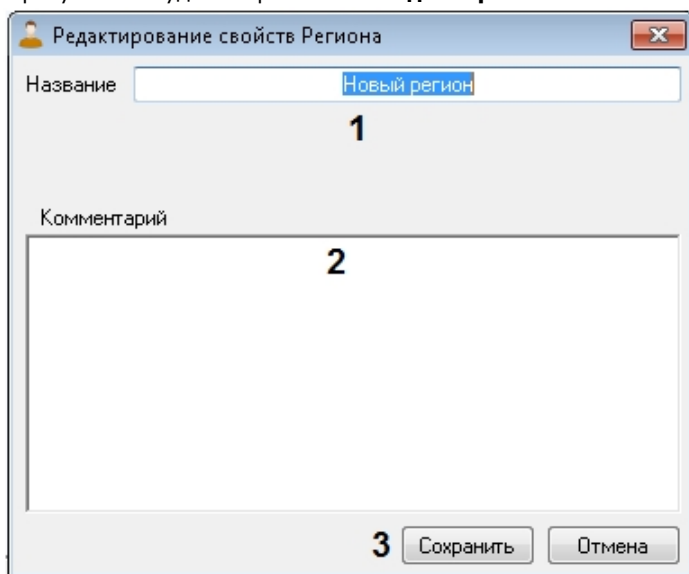 Редактирование свойств Региона
Название Новый регион
1
Комментарий
2
3 Сохранить Отмена